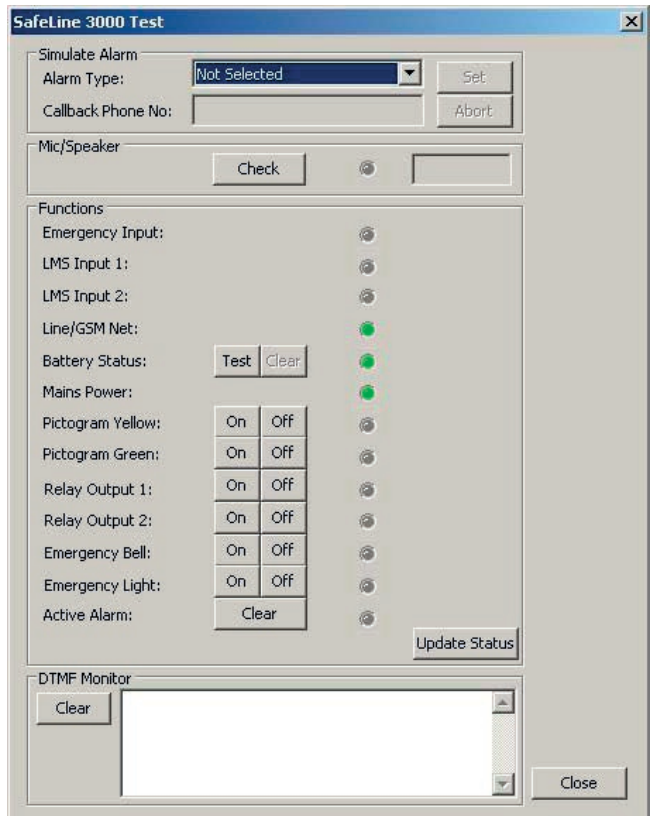 SafeLine 3000 Test
Simulate Alarm
Alarm Type: Not Selected Set
Callback Phone No: Abort
Mic/Speaker
Check
Functions
Emergency Input:
LMS Input 1:
LMS Input 2:
Line/GSM Net:
Battery Status: Test Clear
Mains Power:
Pictogram Yellow: On Off
Pictogram Green: On Off
Relay Output 1: On Off
Relay Output 2: On Off
Emergency Bell: On Off
Emergency Light: On Off
Active Alarm: Clear
Update Status
DTMF Monitor
Clear
Close